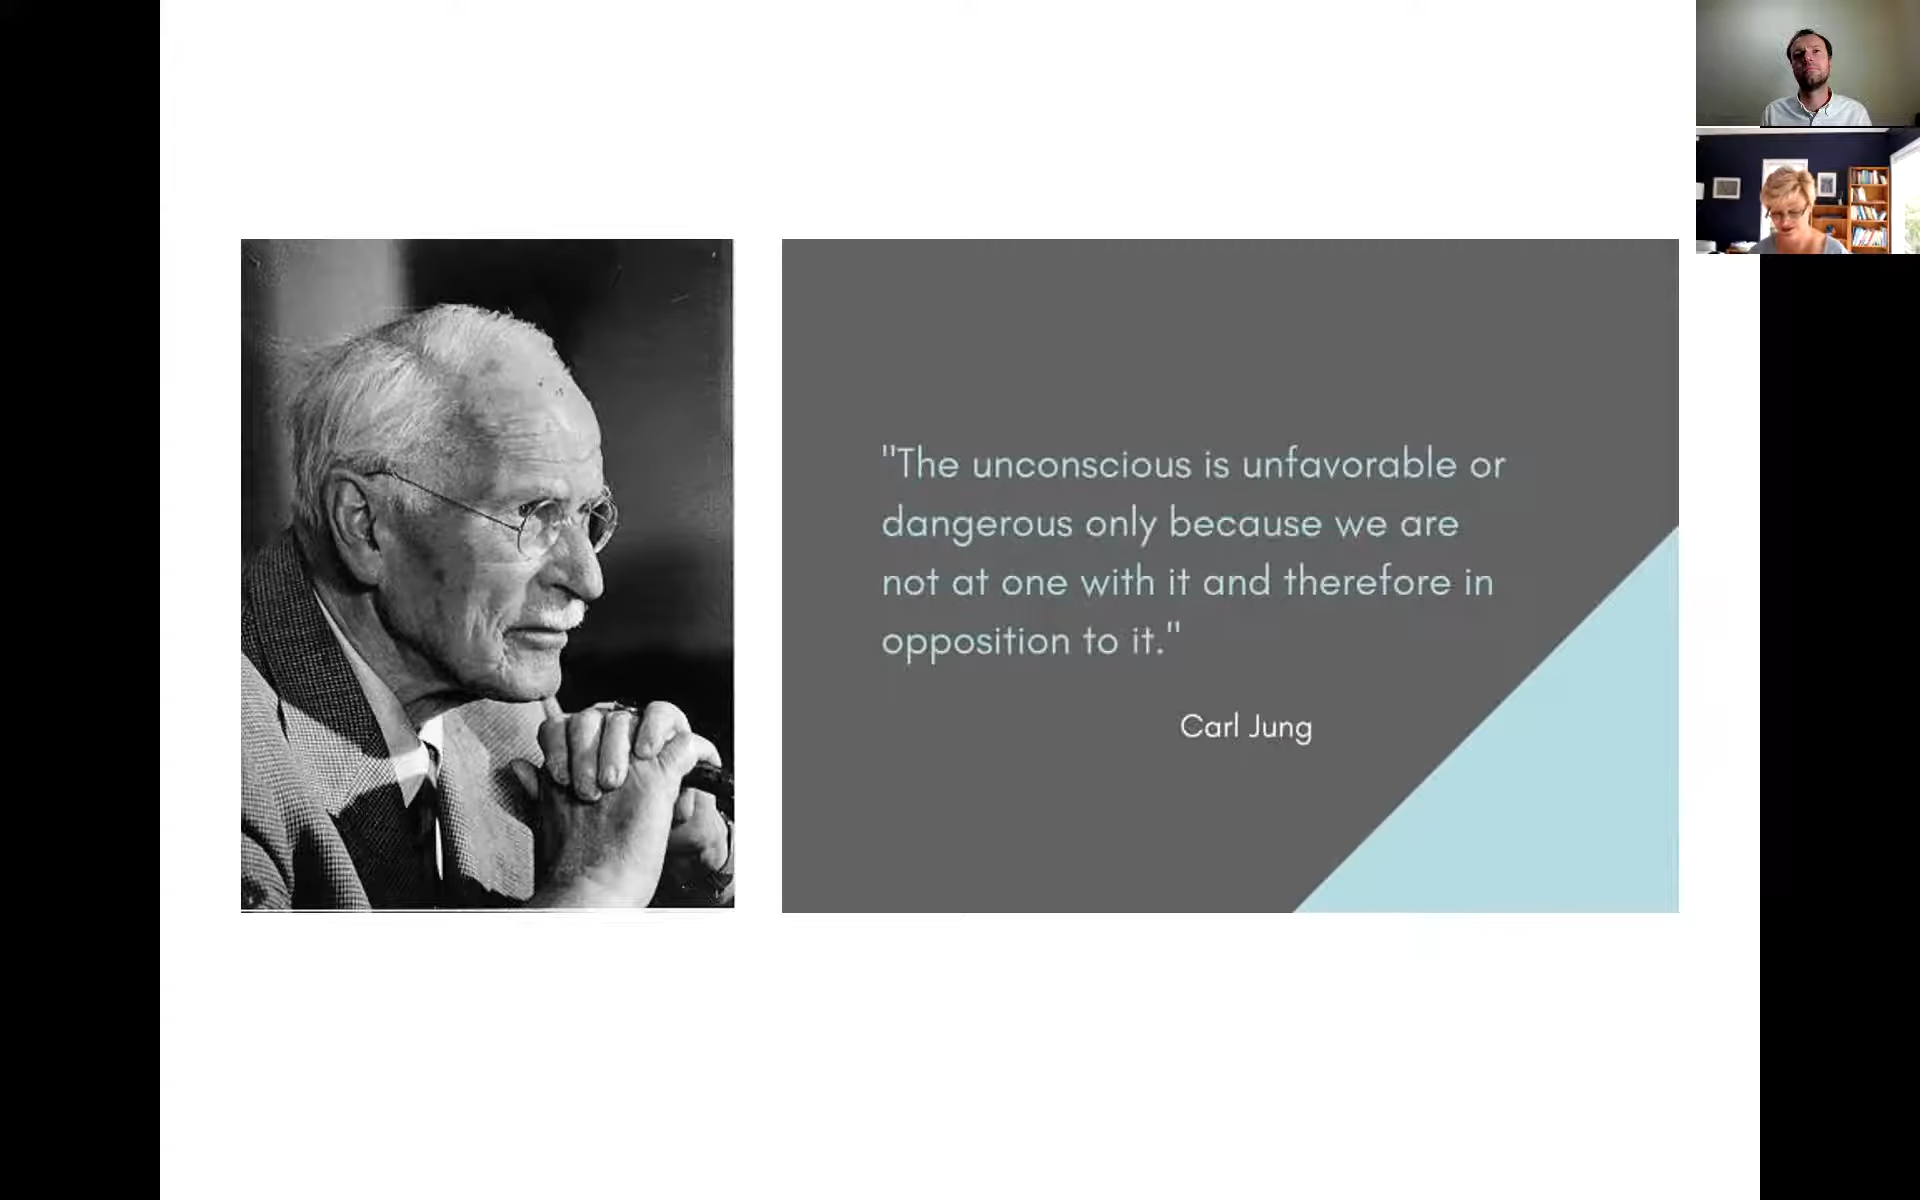 "The unconscious is unfavorable or
dangerous only because we are
not at one with it and therefore in
opposition to it."
Carl Jung